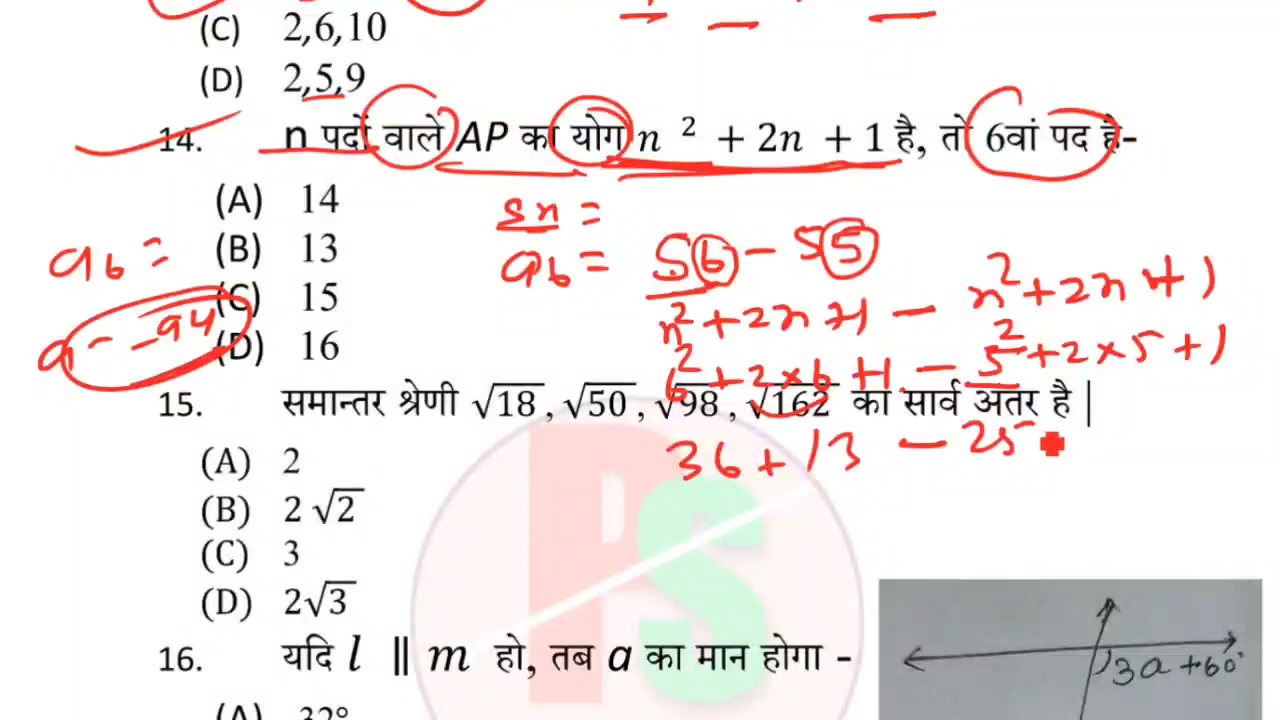 (C) 2,6,10
(D) 2,5,9
14. n पदों वाले AP का योग n ² + 2n + 1 है, तो 6वां पद है-
(A) 14
(B) 13
(C) 15
(D) 16
a6 =
sn =
a6 = S6 - S5
n² + 2n + 1 - n² + 2n + 1
6² + 2×6 + 1 - 5² + 2×5 + 1
36 + 13 - 25
15. समान्तर श्रेणी √18 , √50 , √98 , √162 का सार्व अंतर है |
(A) 2
(B) 2 √2
(C) 3
(D) 2√3
16. यदि l || m हो, तब a का मान होगा -
(A) 32°
3a + 60°
PS